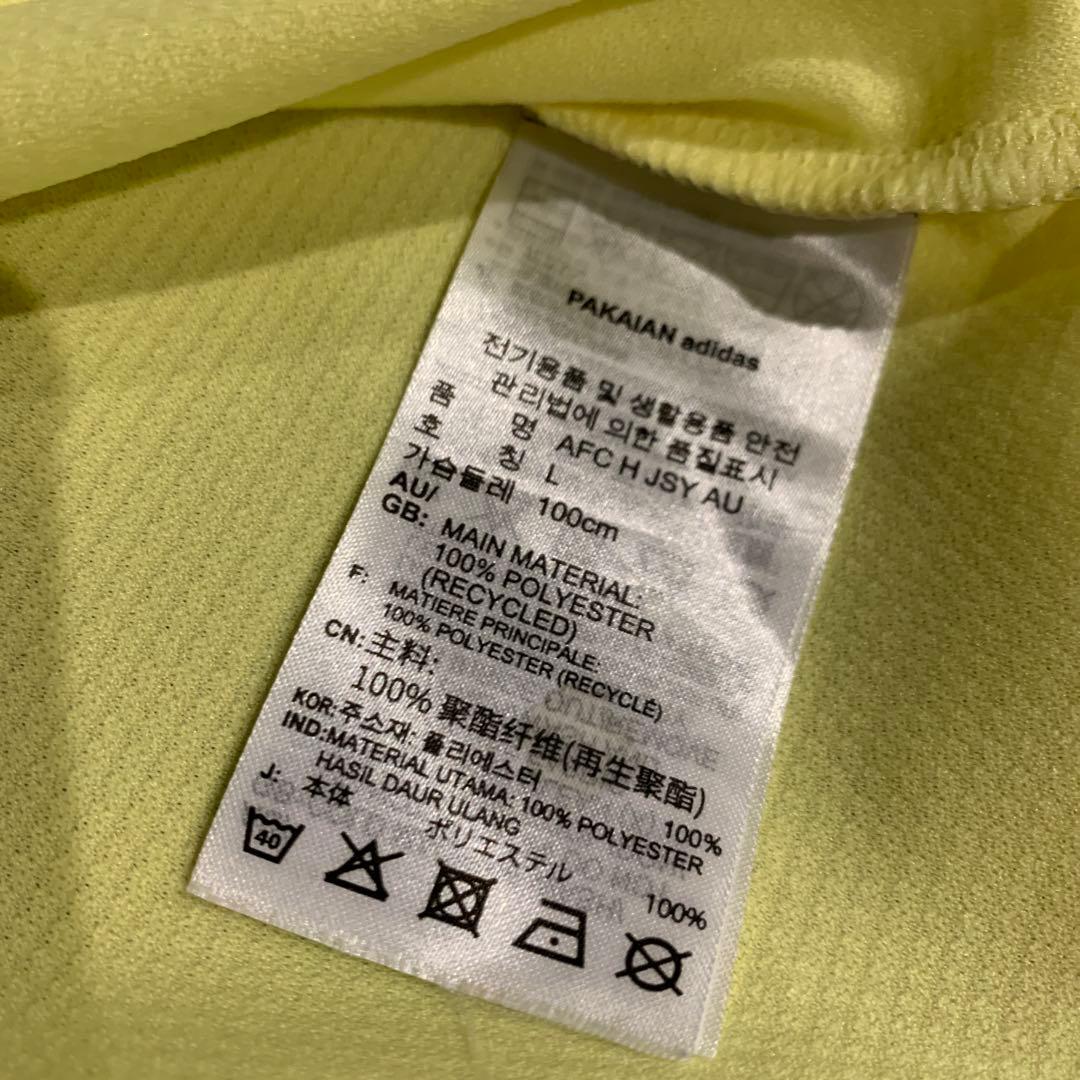 PAKAIAN adidas
전기용품 및 생활용품 안전
관리법에 의한 품질표시
품 명 AFC H JSY AU
호 칭 L
가슴둘레 100cm
AU/
GB: MAIN MATERIAL:
100% POLYESTER
(RECYCLED)
F: MATIERE PRINCIPALE:
100% POLYESTER (RECYCLÉ)
CN:主料:
100% 聚酯纤维(再生聚酯)
KOR:주소재: 폴리에스터 100%
IND:MATERIAL UTAMA: 100% POLYESTER
HASIL DAUR ULANG
J: 本体
ポリエステル 100%
40